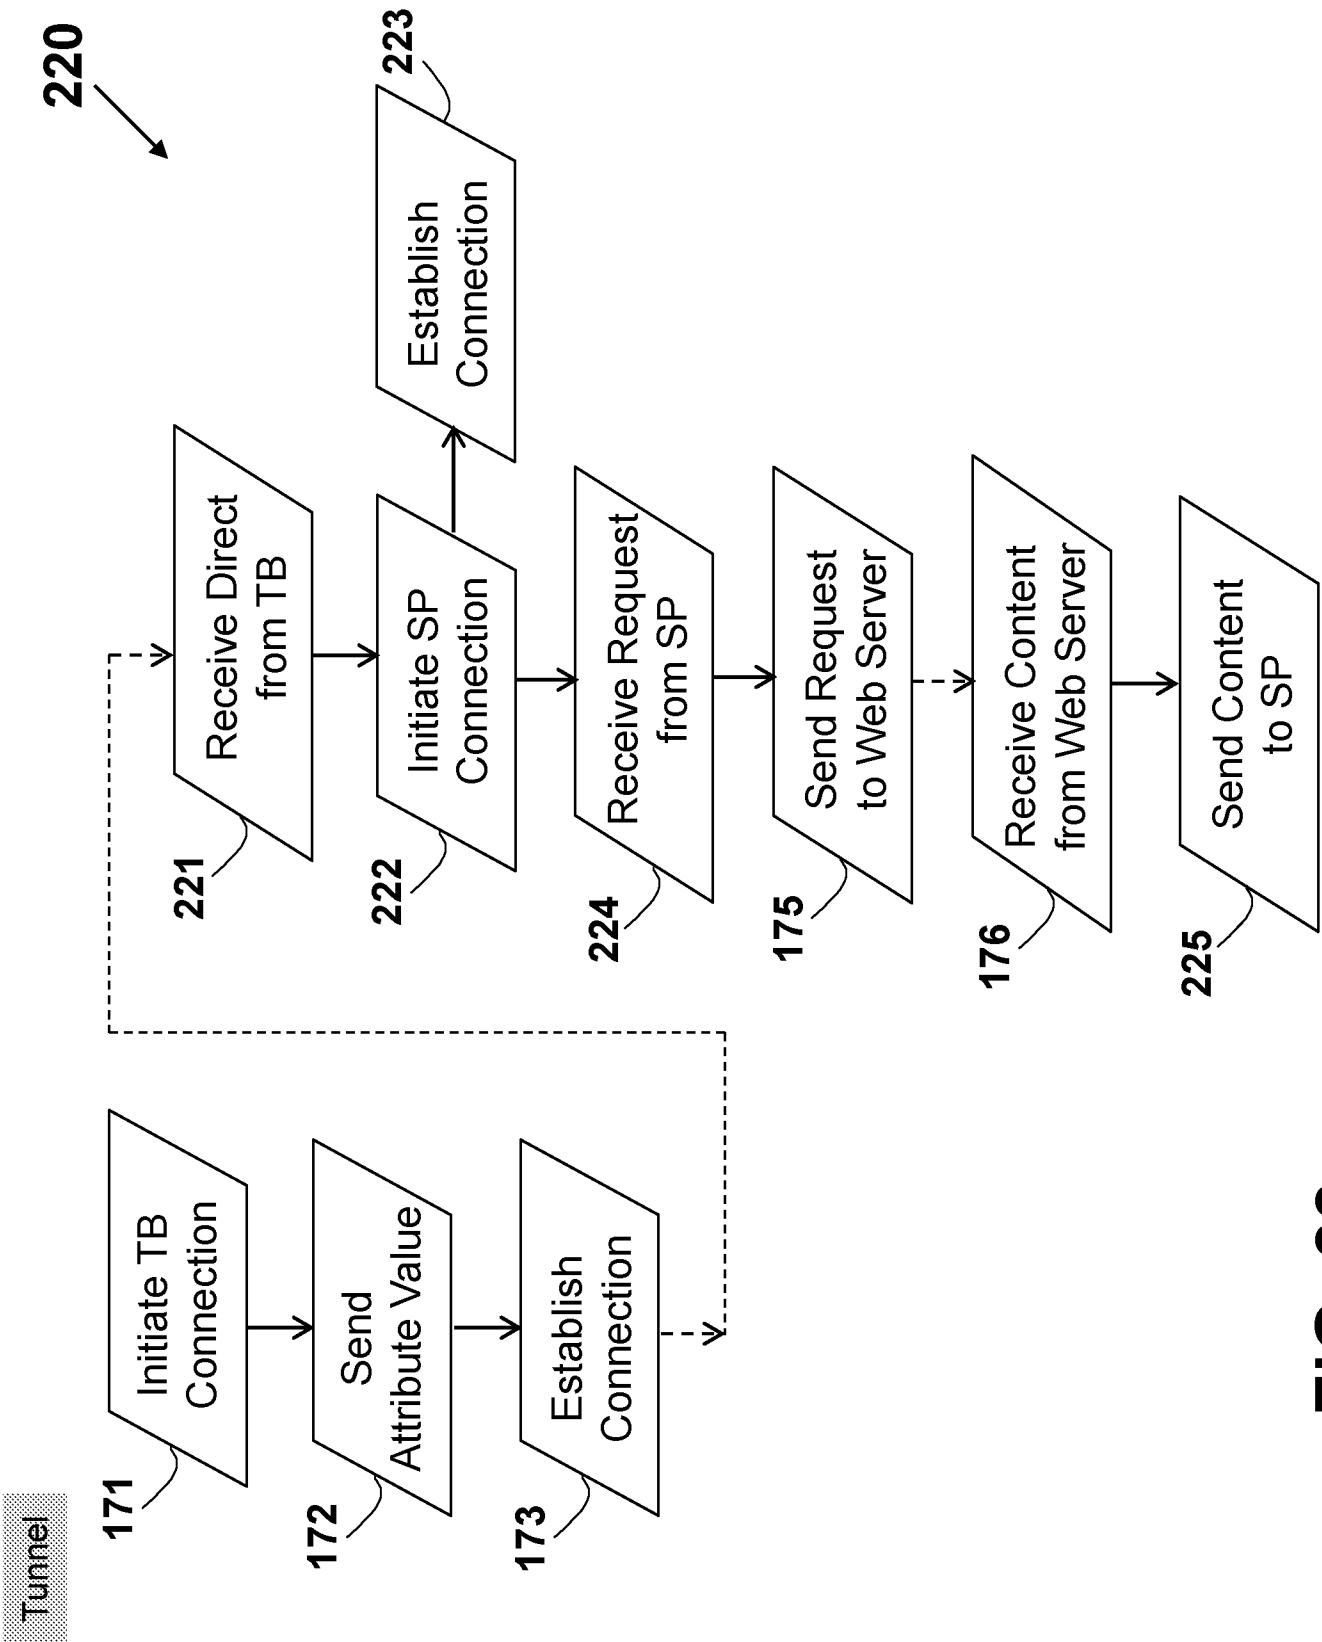 Tunnel
220
171
Initiate TB
Connection
172
Send
Attribute Value
173
Establish
Connection
221
Receive Direct
from TB
222
Initiate SP
Connection
223
Establish
Connection
224
Receive Request
from SP
175
Send Request
to Web Server
176
Receive Content
from Web Server
225
Send Content
to SP